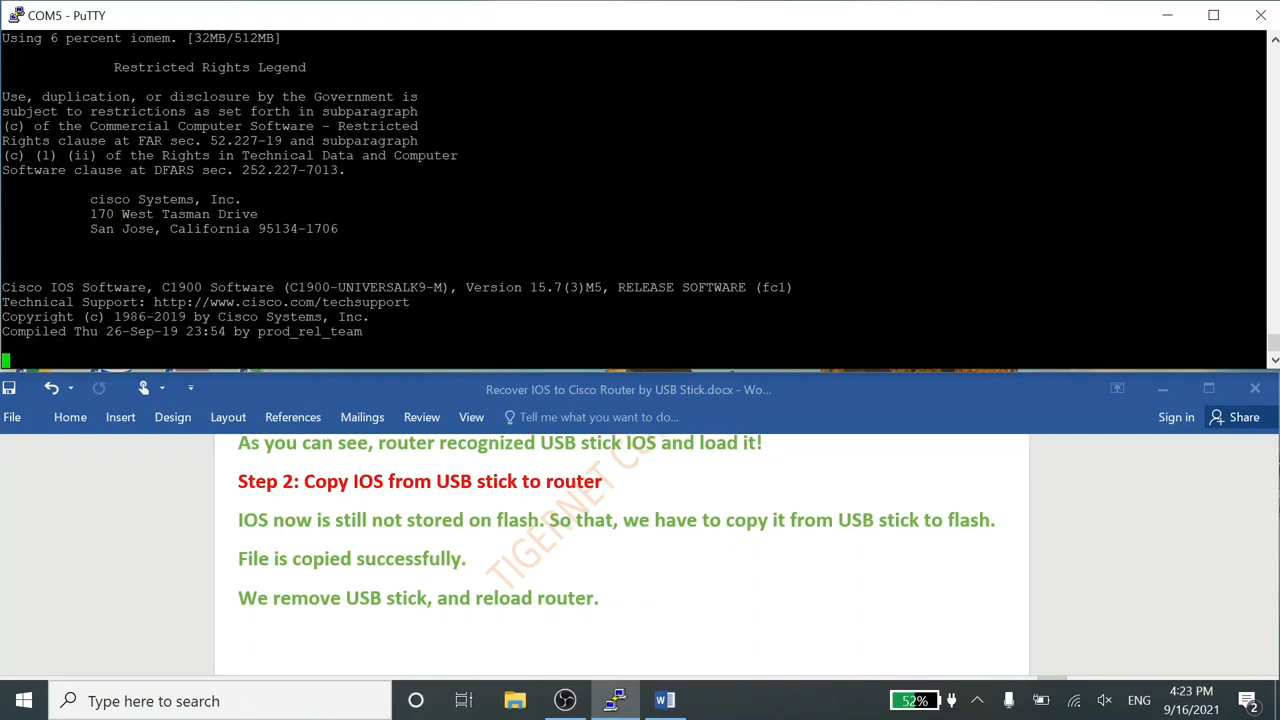 COM5 - PuTTY
Using 6 percent iomem. [32MB/512MB]
Restricted Rights Legend
Use, duplication, or disclosure by the Government is
subject to restrictions as set forth in subparagraph
(c) of the Commercial Computer Software - Restricted
Rights clause at FAR sec. 52.227-19 and subparagraph
(c) (1) (ii) of the Rights in Technical Data and Computer
Software clause at DFARS sec. 252.227-7013.
cisco Systems, Inc.
170 West Tasman Drive
San Jose, California 95134-1706
Cisco IOS Software, C1900 Software (C1900-UNIVERSALK9-M), Version 15.7(3)M5, RELEASE SOFTWARE (fc1)
Technical Support: http://www.cisco.com/techsupport
Copyright (c) 1986-2019 by Cisco Systems, Inc.
Compiled Thu 26-Sep-19 23:54 by prod_rel_team
Recover IOS to Cisco Router by USB Stick.docx - Wo...
File Home Insert Design Layout References Mailings Review View Tell me what you want to do... Sign in Share
As you can see, router recognized USB stick IOS and load it!
Step 2: Copy IOS from USB stick to router
IOS now is still not stored on flash. So that, we have to copy it from USB stick to flash.
File is copied successfully.
We remove USB stick, and reload router.
TIGERNET CO
Type here to search
52%
ENG
4:23 PM
9/16/2021
2